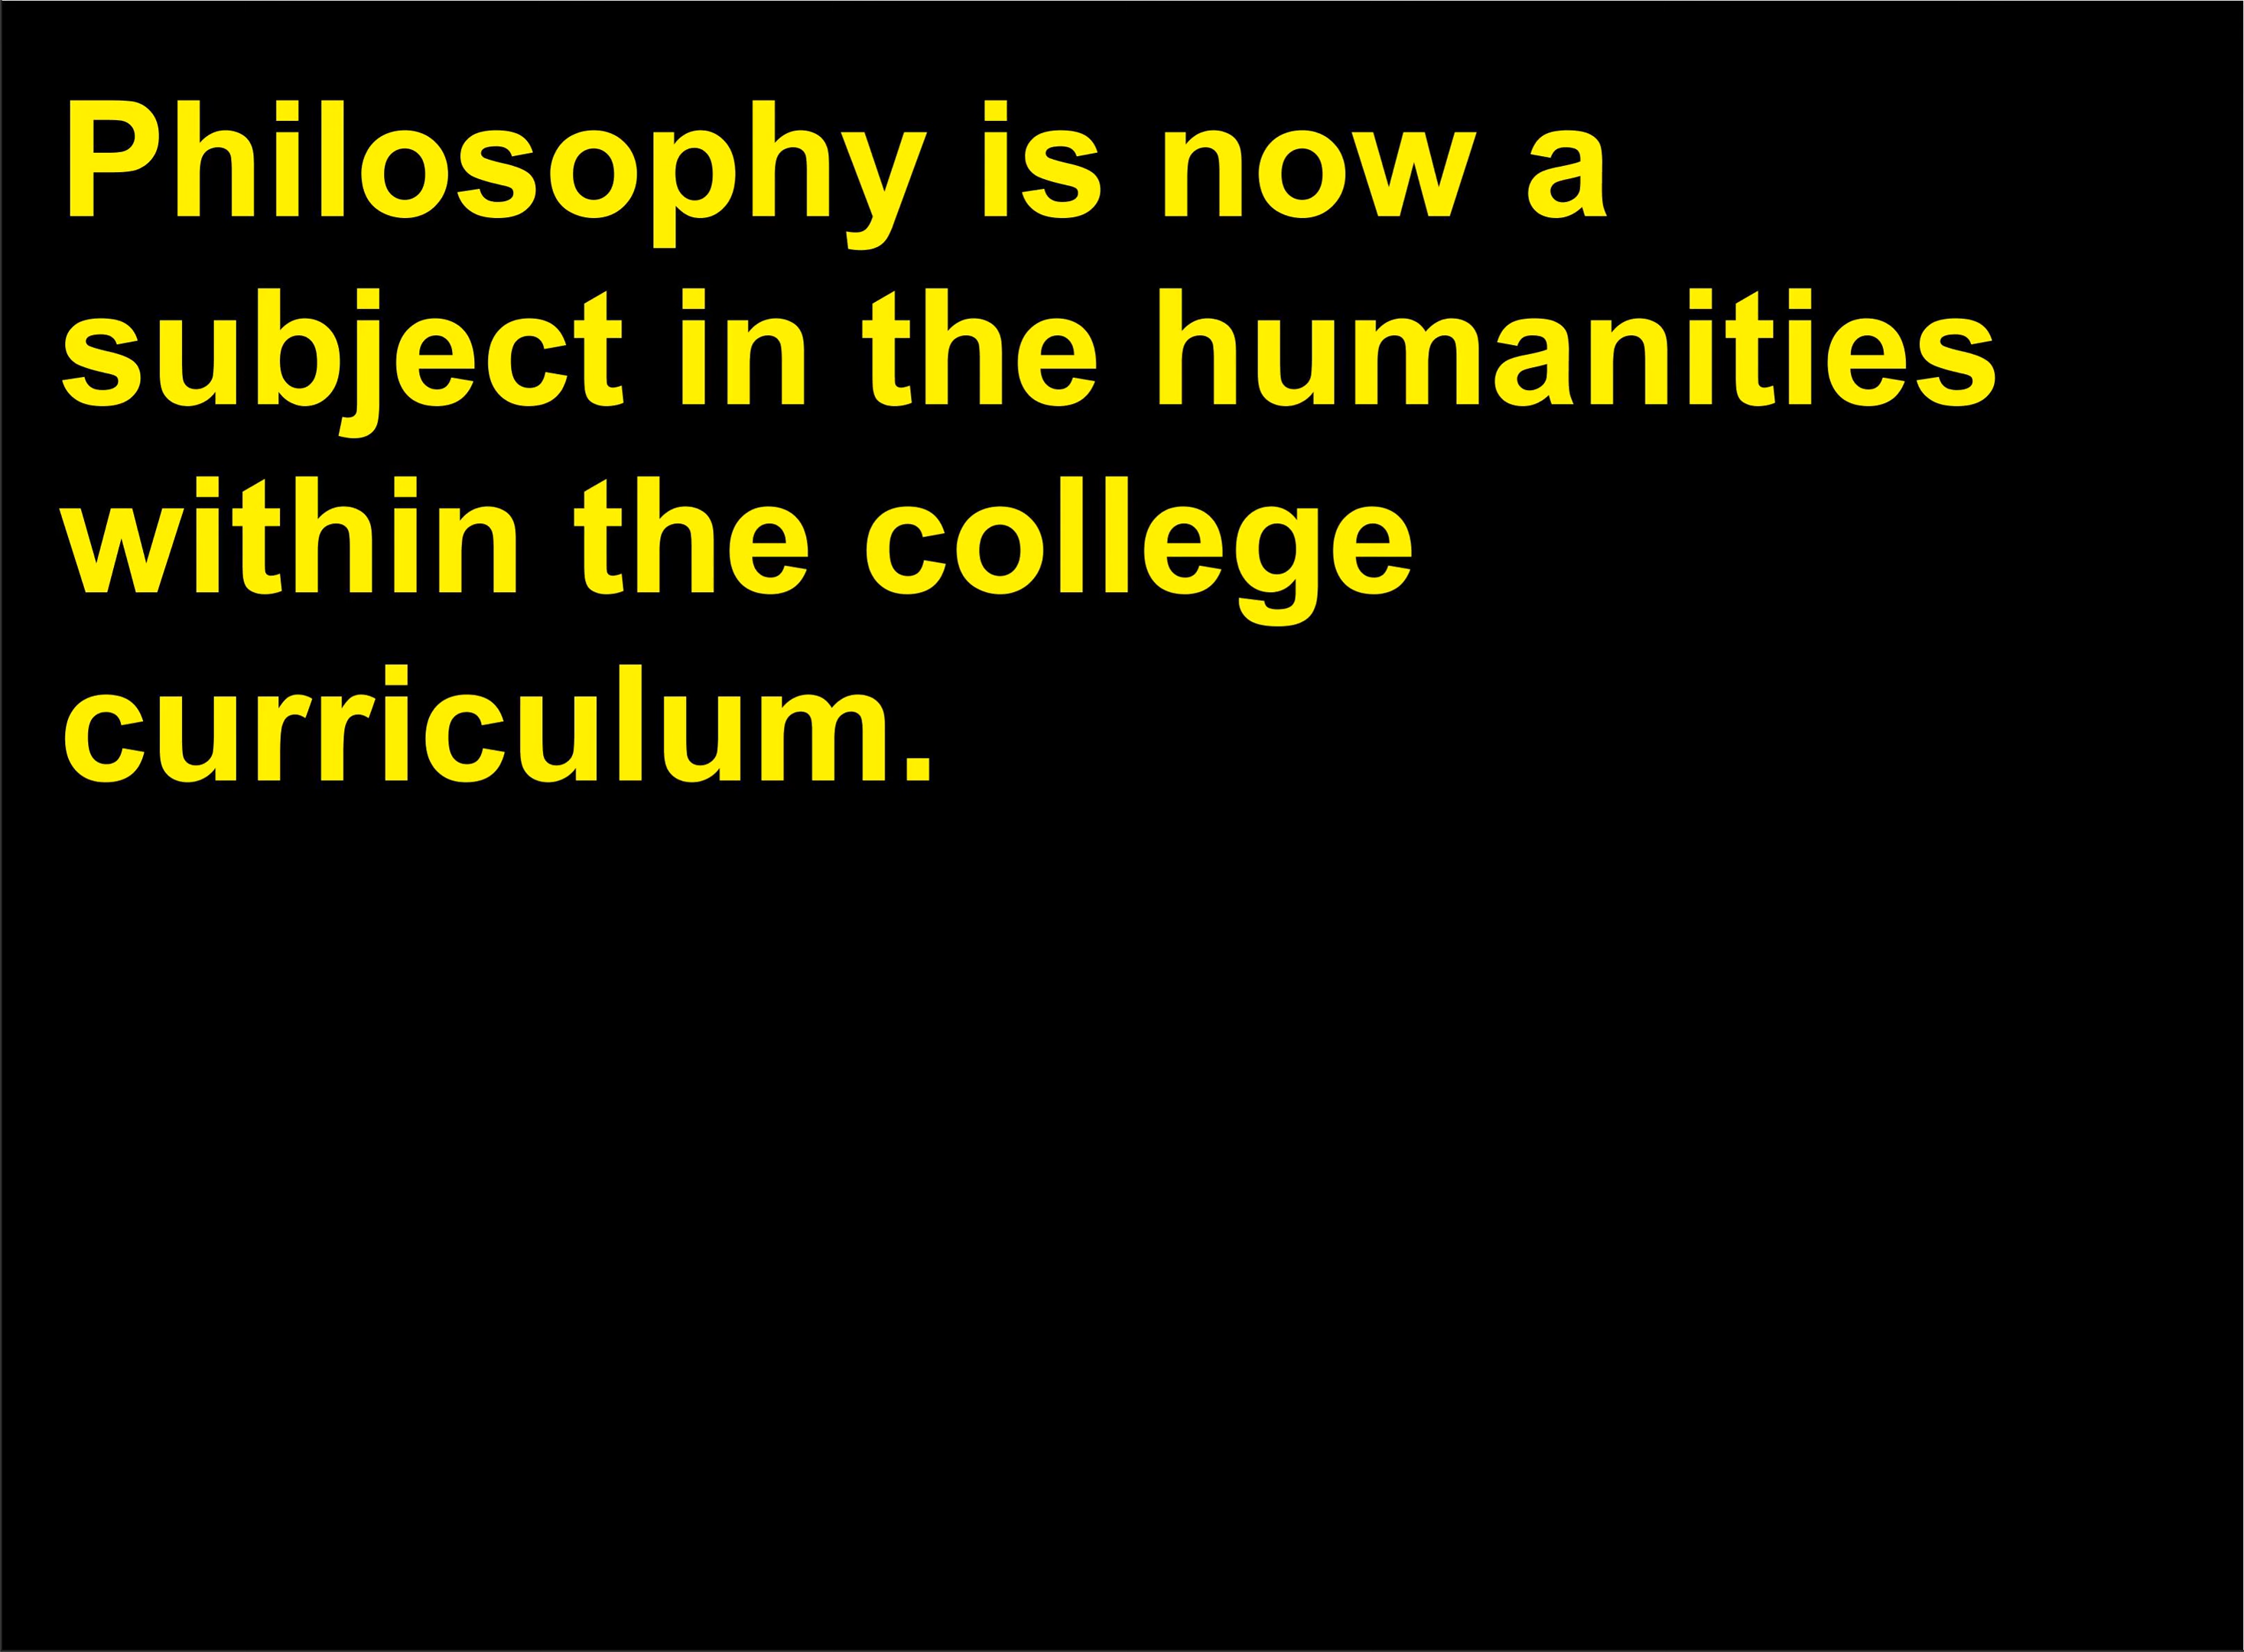 Philosophy is now a
subject in the humanities
within the college
curriculum.